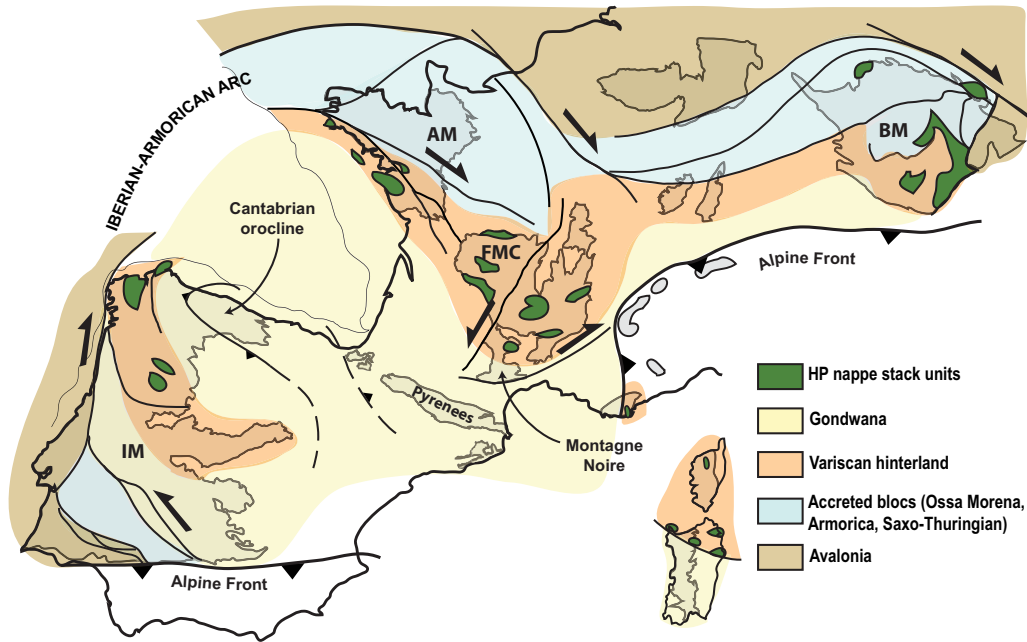 IBERIAN-ARMORICAN ARC
AM
BM
Cantabrian
orocline
FMC
Alpine Front
Pyrenees
IM
Montagne
Noire
Alpine Front
HP nappe stack units
Gondwana
Variscan hinterland
Accreted blocs (Ossa Morena,
Armorica, Saxo-Thuringian)
Avalonia